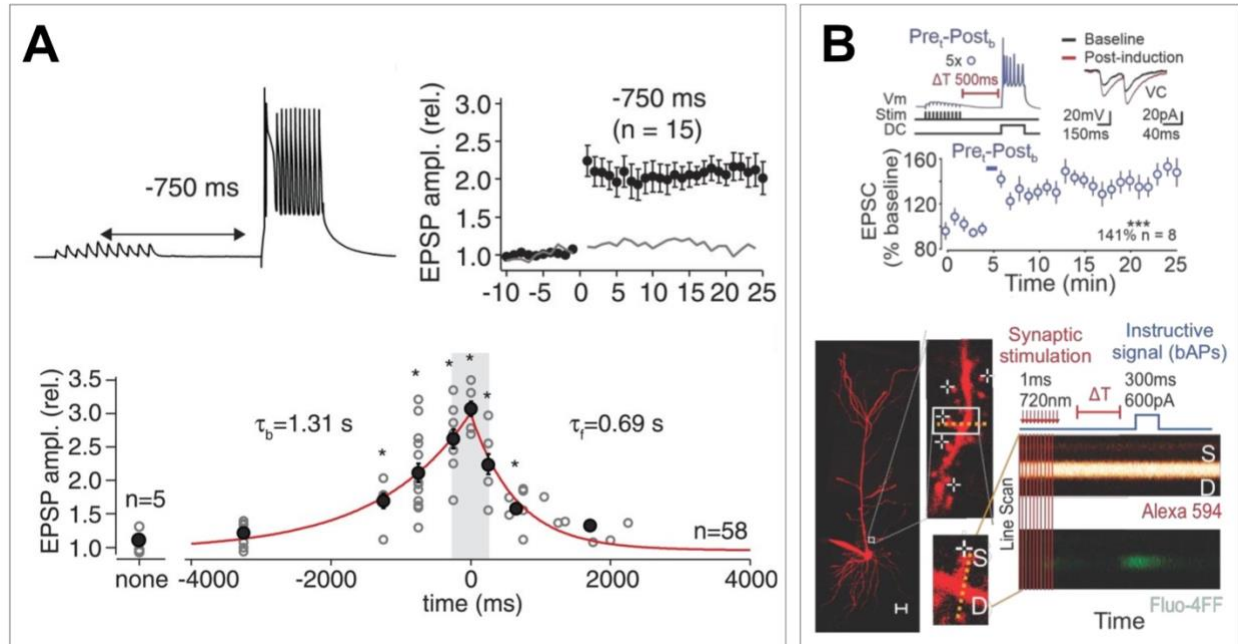 A
-750 ms
EPSP ampl. (rel.)
3.0
2.5
2.0
1.5
1.0
-750 ms
(n = 15)
-10 -5 0 5 10 15 20 25
EPSP ampl. (rel.)
3.5
3.0
2.5
2.0
1.5
1.0
n=5
τb=1.31 s
τf=0.69 s
* * * * * *
n=58
none -4000 -2000 0 2000 4000
time (ms)
B
Pret-Postb
5x
ΔT 500ms
Vm
Stim
DC
20mV
150ms
Baseline
Post-induction
VC
20pA
40ms
Pret-Postb
EPSC
(% baseline)
160
120
80
***
141% n = 8
0 5 10 15 20 25
Time (min)
Synaptic
stimulation
Instructive
signal (bAPs)
1ms
720nm
ΔT
300ms
600pA
S
D
Line Scan
S
D
Alexa 594
Fluo-4FF
Time